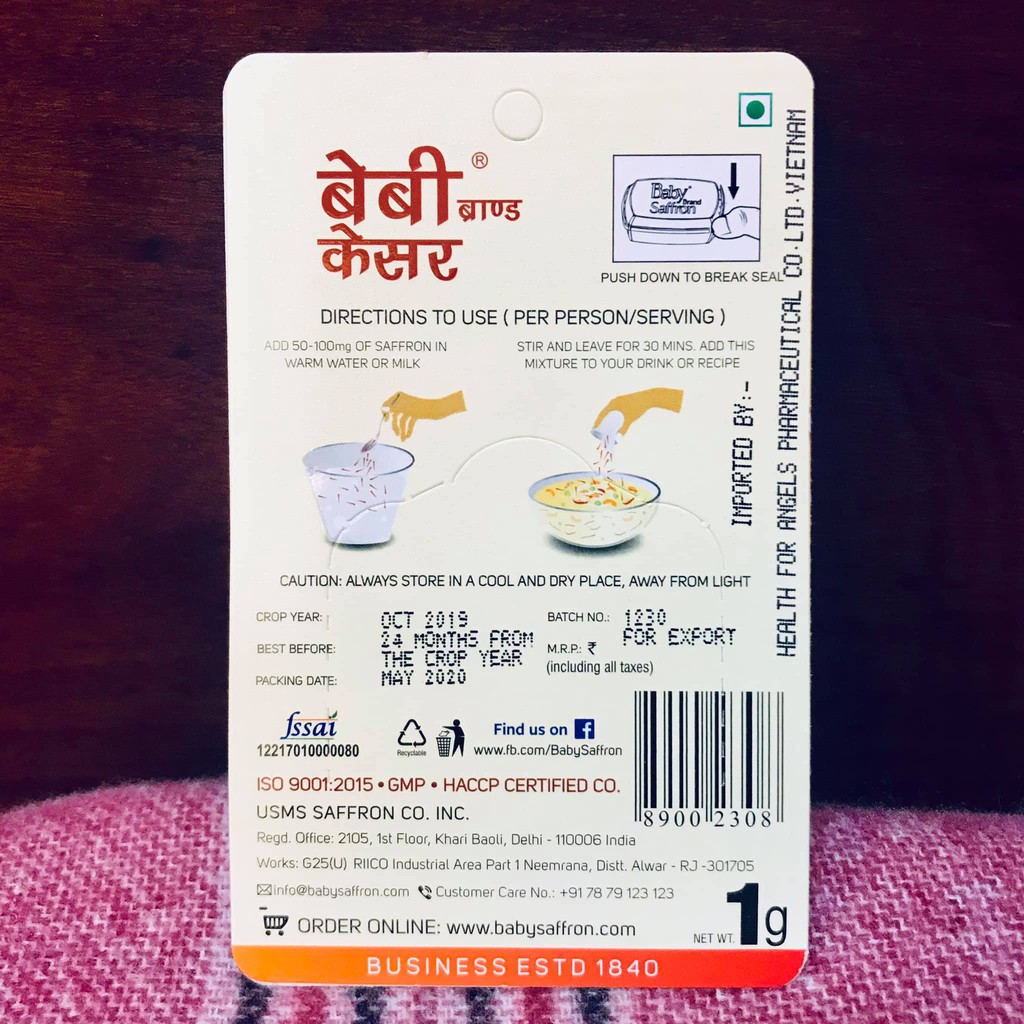 बेबी® ब्राण्ड
केसर
Baby®
Brand
Saffron
PUSH DOWN TO BREAK SEAL
DIRECTIONS TO USE ( PER PERSON/SERVING )
ADD 50-100mg OF SAFFRON IN
WARM WATER OR MILK
STIR AND LEAVE FOR 30 MINS. ADD THIS
MIXTURE TO YOUR DRINK OR RECIPE
IMPORTED BY:-
HEALTH FOR ANGELS PHARMACEUTICAL CO.LTD.VIETNAM
CAUTION: ALWAYS STORE IN A COOL AND DRY PLACE, AWAY FROM LIGHT
CROP YEAR: OCT 2019
BEST BEFORE: 24 MONTHS FROM
THE CROP YEAR
PACKING DATE: MAY 2020
BATCH NO.: 1230
M.R.P.: ₹ FOR EXPORT
(including all taxes)
fssai
12217010000080
Recyclable
Find us on f
www.fb.com/BabySaffron
ISO 9001:2015 • GMP • HACCP CERTIFIED CO.
USMS SAFFRON CO. INC.
Regd. Office: 2105, 1st Floor, Khari Baoli, Delhi - 110006 India
Works: G25(U) RIICO Industrial Area Part 1 Neemrana, Distt. Alwar - RJ -301705
info@babysaffron.com Customer Care No.: +91 78 79 123 123
ORDER ONLINE: www.babysaffron.com
8900 2308
NET WT. 1g
BUSINESS ESTD 1840